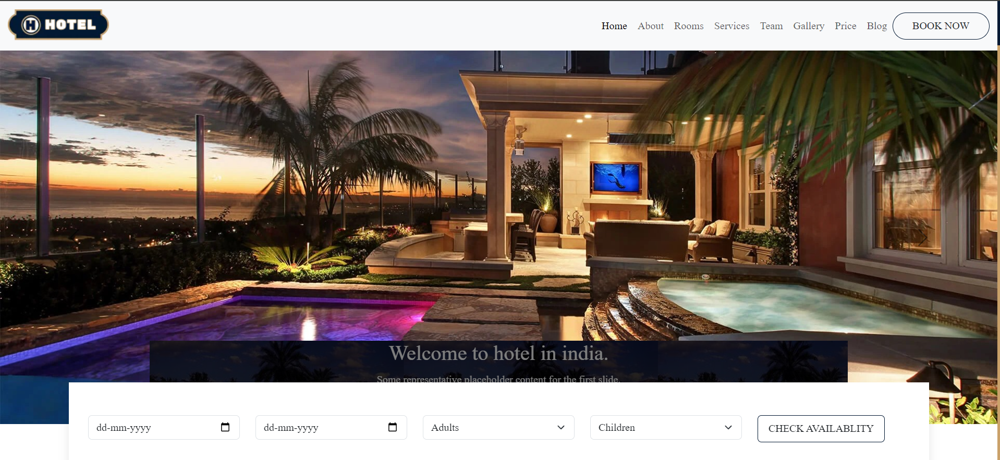 H HOTEL
Home About Rooms Services Team Gallery Price Blog BOOK NOW
Welcome to hotel in india.
Some representative placeholder content for the first slide.
dd-mm-yyyy dd-mm-yyyy Adults Children CHECK AVAILABLITY